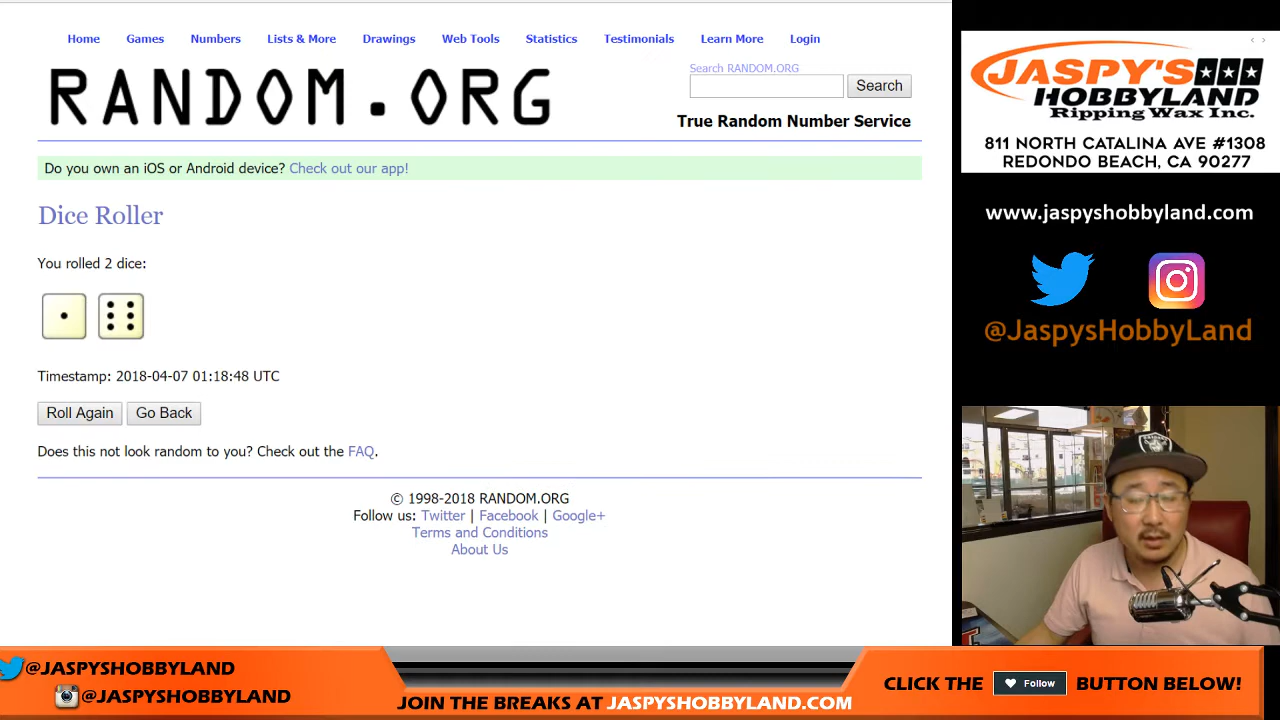 Home Games Numbers Lists & More Drawings Web Tools Statistics Testimonials Learn More Login
RANDOM.ORG
Search RANDOM.ORG
Search
True Random Number Service
Do you own an iOS or Android device? Check out our app!
Dice Roller
You rolled 2 dice:
Timestamp: 2018-04-07 01:18:48 UTC
Roll Again Go Back
Does this not look random to you? Check out the FAQ.
© 1998-2018 RANDOM.ORG
Follow us: Twitter | Facebook | Google+
Terms and Conditions
About Us
JASPY'S
HOBBYLAND
Ripping Wax Inc.
811 NORTH CATALINA AVE #1308
REDONDO BEACH, CA 90277
www.jaspyshobbyland.com
@JaspysHobbyLand
@JASPYSHOBBYLAND
@JASPYSHOBBYLAND
JOIN THE BREAKS AT JASPYSHOBBYLAND.COM
CLICK THE Follow BUTTON BELOW!